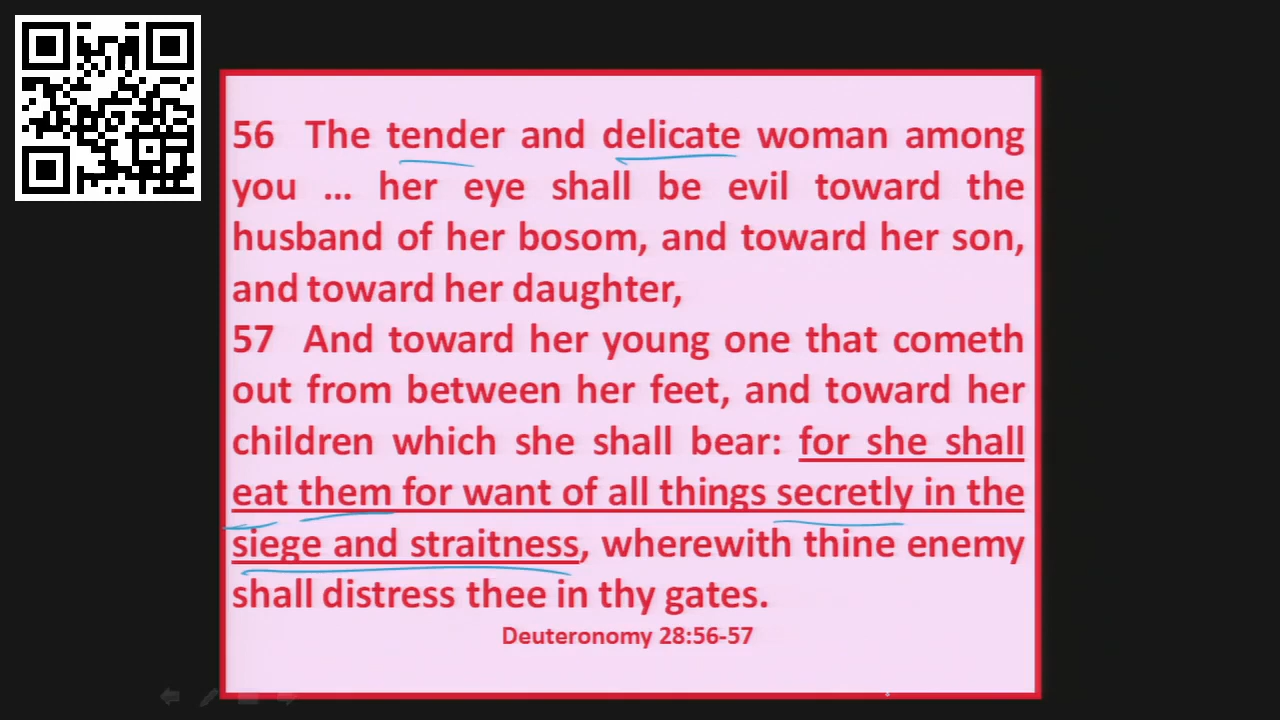 56 The tender and delicate woman among
you ... her eye shall be evil toward the
husband of her bosom, and toward her son,
and toward her daughter,
57 And toward her young one that cometh
out from between her feet, and toward her
children which she shall bear: for she shall
eat them for want of all things secretly in the
siege and straitness, wherewith thine enemy
shall distress thee in thy gates.
Deuteronomy 28:56-57